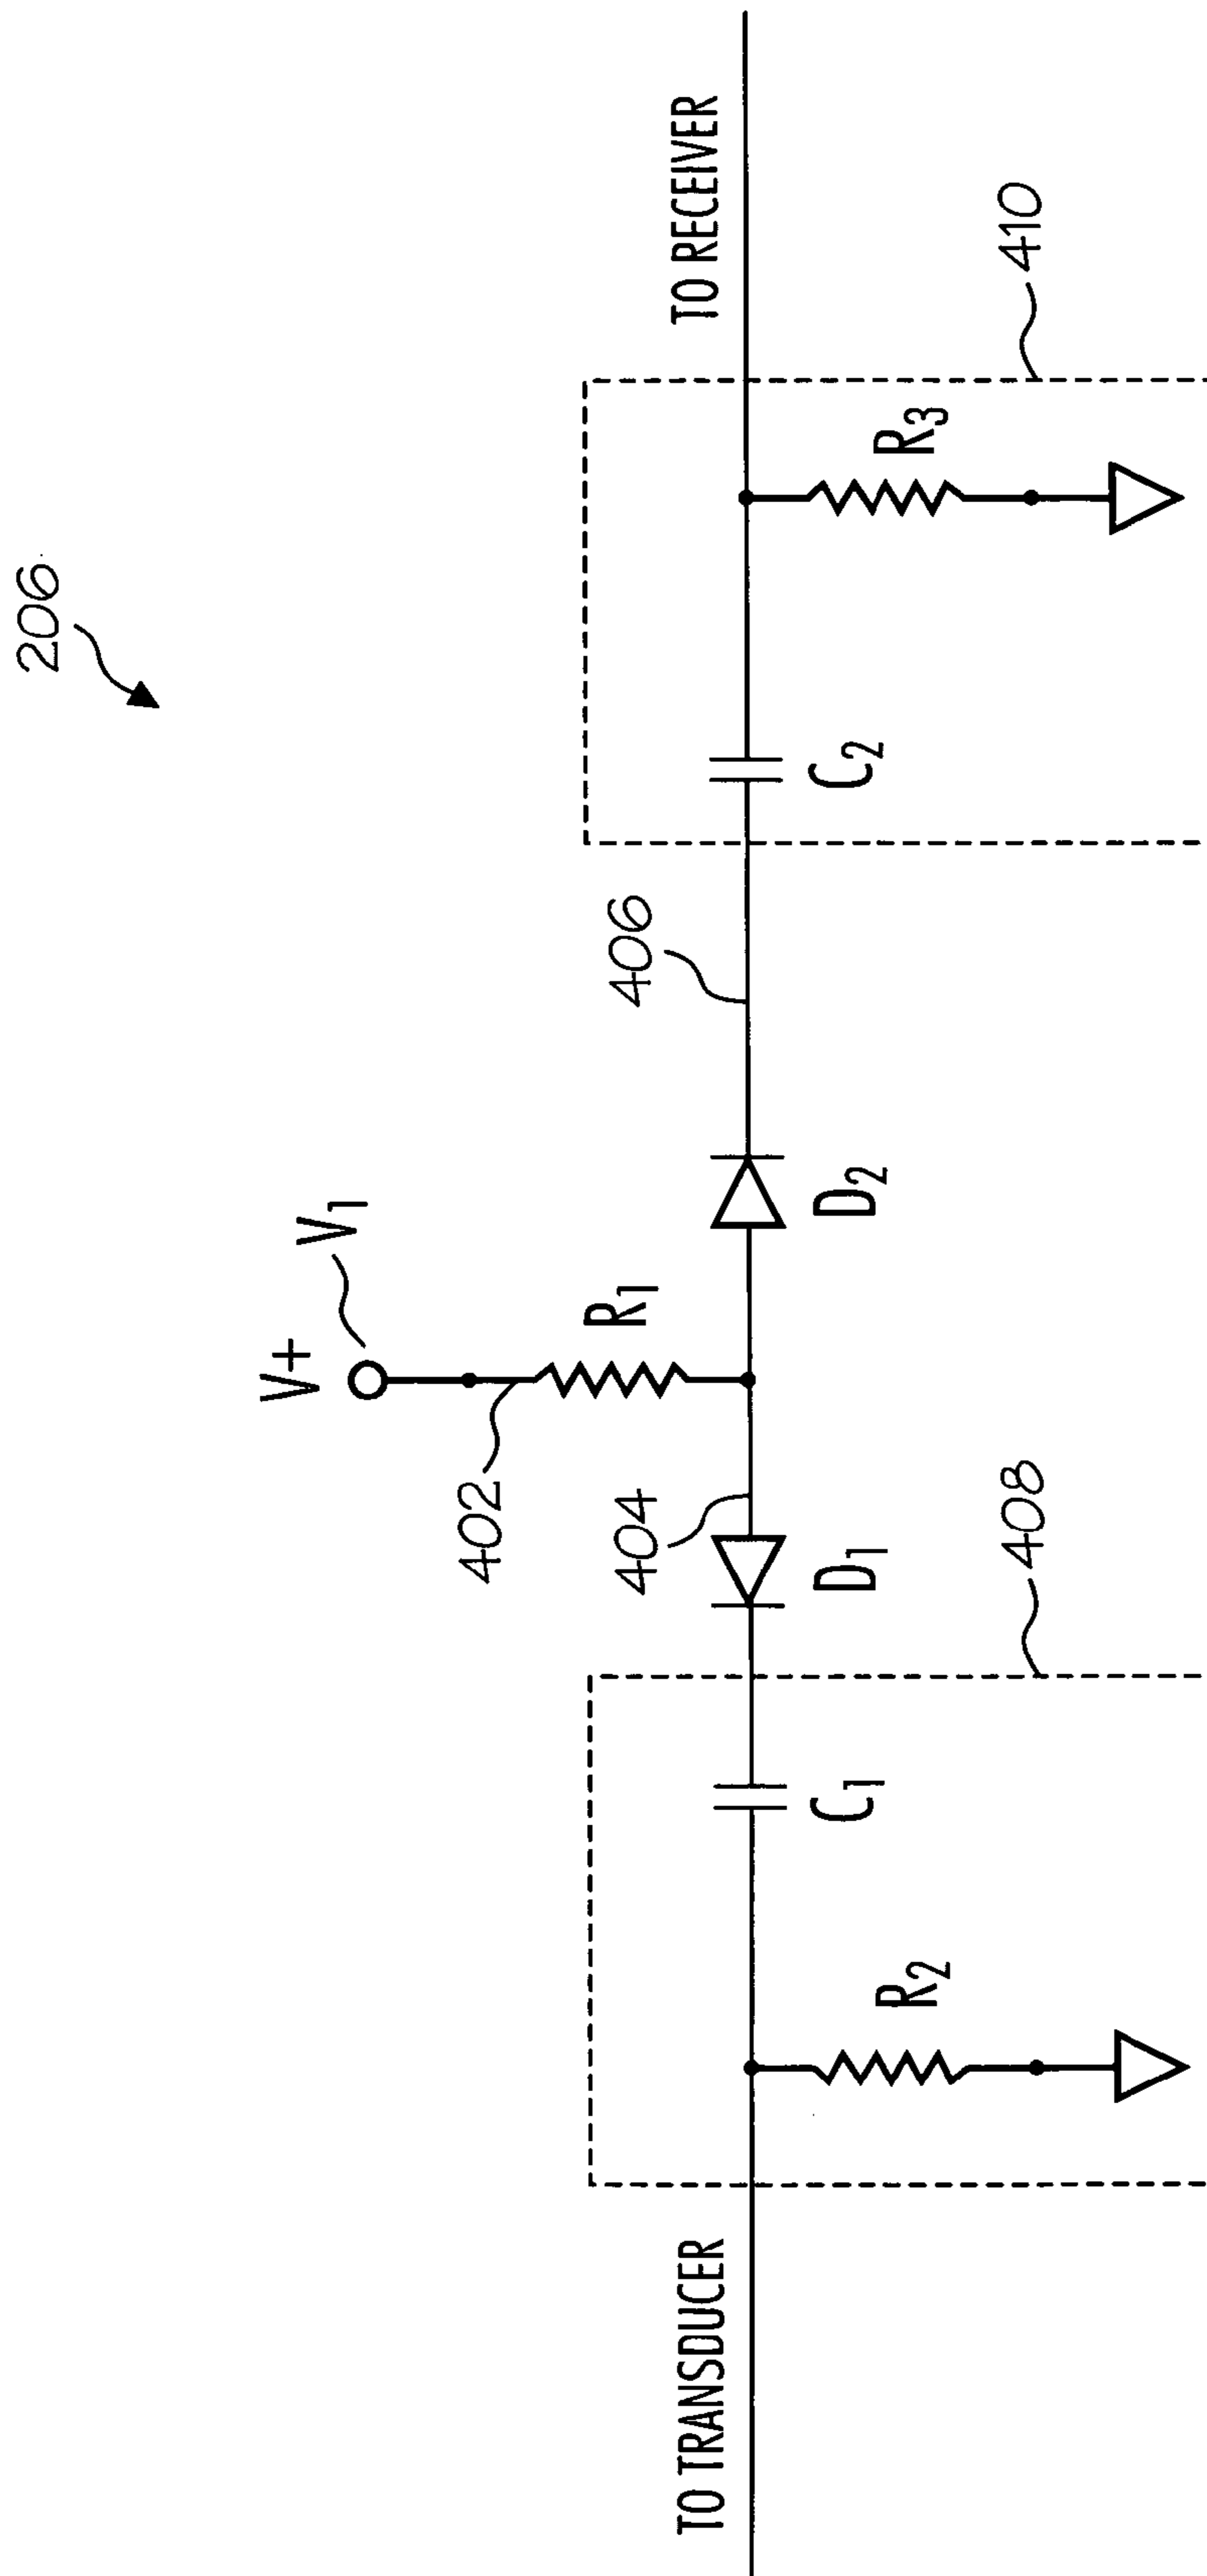 206
V+
V1
402
R1
404
406
TO TRANSDUCER
TO RECEIVER
D1
D2
C1
C2
R2
R3
408
410